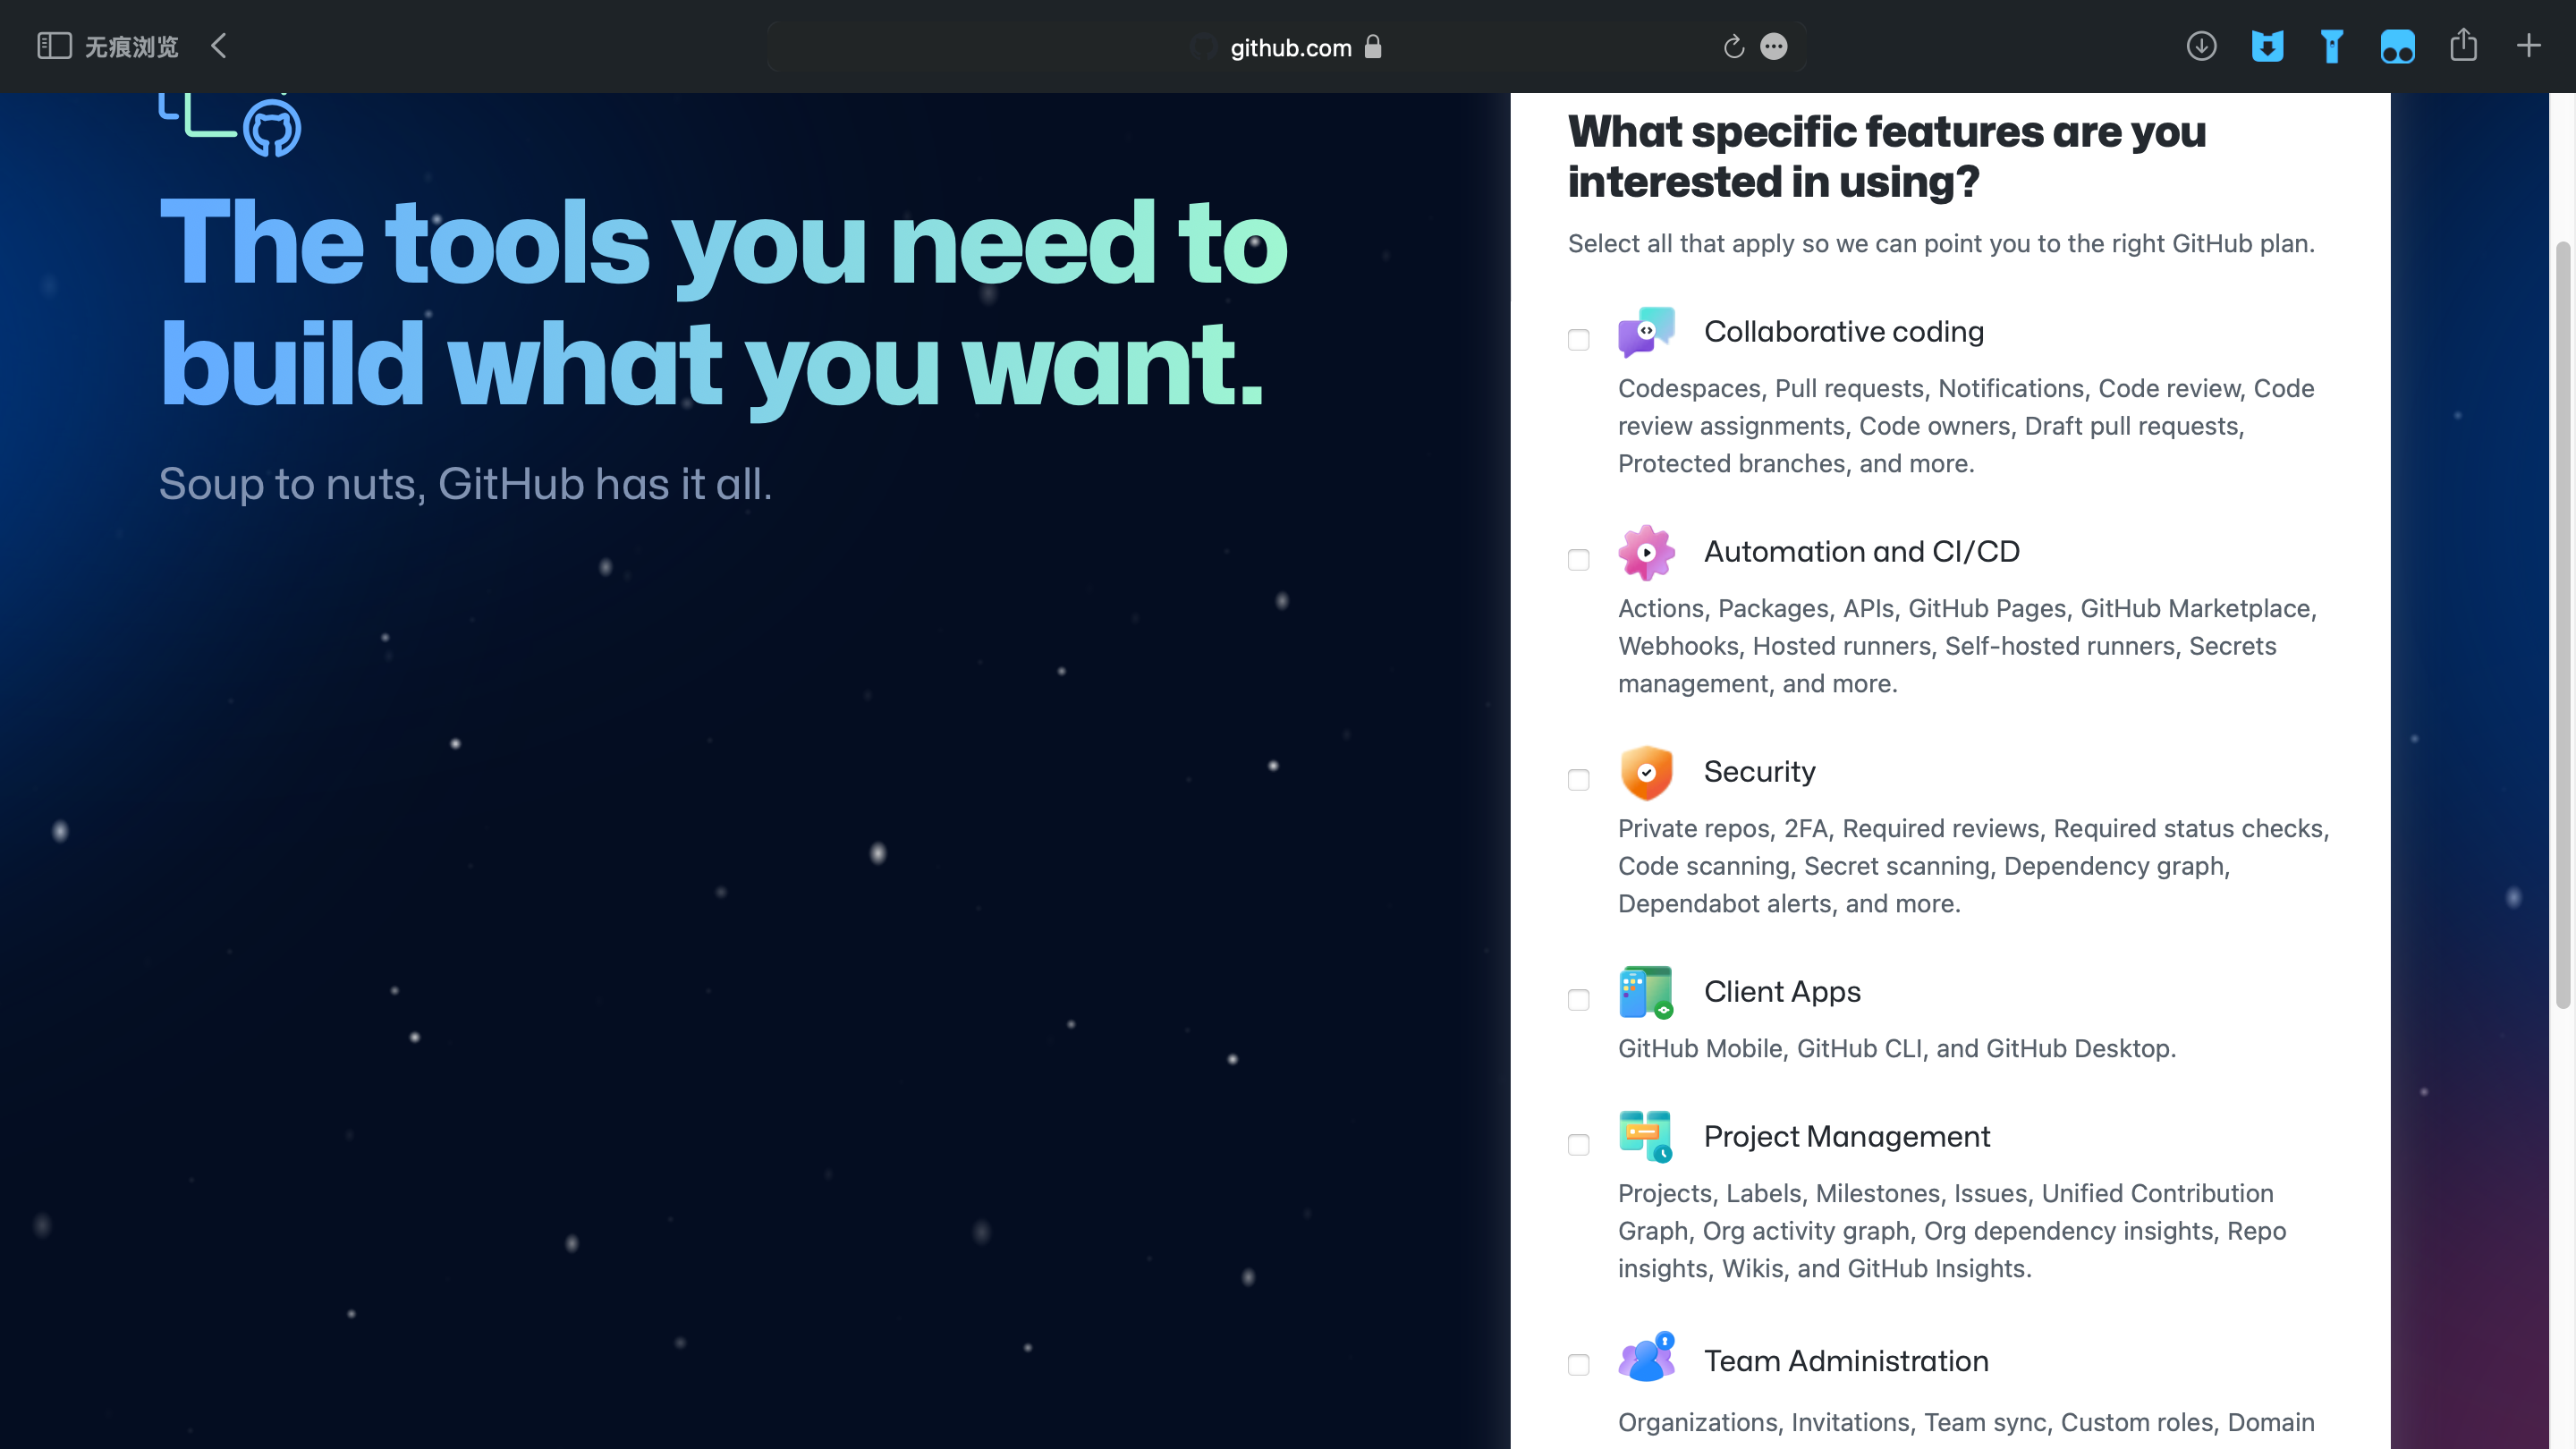 无痕浏览
github.com
The tools you need to
build what you want.
Soup to nuts, GitHub has it all.
What specific features are you
interested in using?
Select all that apply so we can point you to the right GitHub plan.
Collaborative coding
Codespaces, Pull requests, Notifications, Code review, Code
review assignments, Code owners, Draft pull requests,
Protected branches, and more.
Automation and CI/CD
Actions, Packages, APIs, GitHub Pages, GitHub Marketplace,
Webhooks, Hosted runners, Self-hosted runners, Secrets
management, and more.
Security
Private repos, 2FA, Required reviews, Required status checks,
Code scanning, Secret scanning, Dependency graph,
Dependabot alerts, and more.
Client Apps
GitHub Mobile, GitHub CLI, and GitHub Desktop.
Project Management
Projects, Labels, Milestones, Issues, Unified Contribution
Graph, Org activity graph, Org dependency insights, Repo
insights, Wikis, and GitHub Insights.
Team Administration
Organizations, Invitations, Team sync, Custom roles, Domain